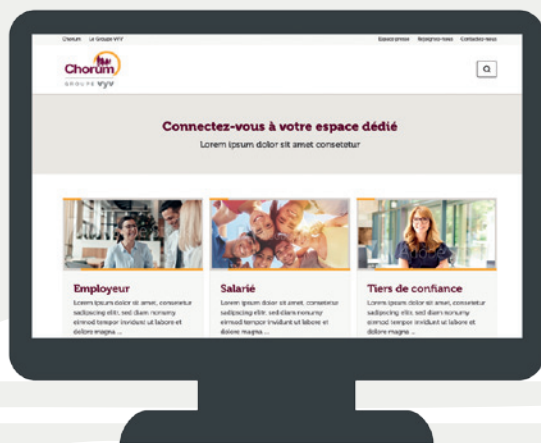 Chorum Le Groupe VYV
Espace presse Rejoignez-nous Contactez-nous
Chorum
GROUPE vyv
Connectez-vous à votre espace dédié
Lorem ipsum dolor sit amet consetetur
Employeur
Lorem ipsum dolor sit amet, consetetur
sadipscing elitr, sed diam nonumy
eirmod tempor invidunt ut labore et
dolore magna ...
Salarié
Lorem ipsum dolor sit amet, consetetur
sadipscing elitr, sed diam nonumy
eirmod tempor invidunt ut labore et
dolore magna ...
Tiers de confiance
Lorem ipsum dolor sit amet, consetetur
sadipscing elitr, sed diam nonumy
eirmod tempor invidunt ut labore et
dolore magna ...